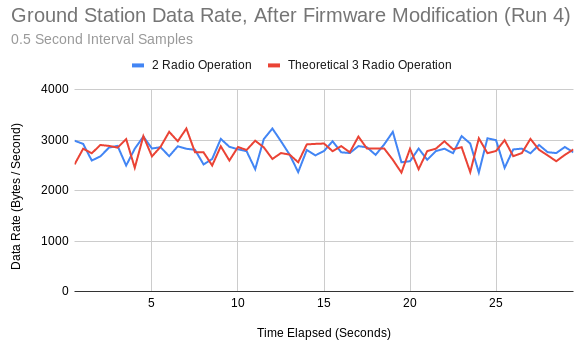 Ground Station Data Rate, After Firmware Modification (Run 4)
0.5 Second Interval Samples
2 Radio Operation
Theoretical 3 Radio Operation
Data Rate (Bytes / Second)
4000
3000
2000
1000
0
5
10
15
20
25
Time Elapsed (Seconds)